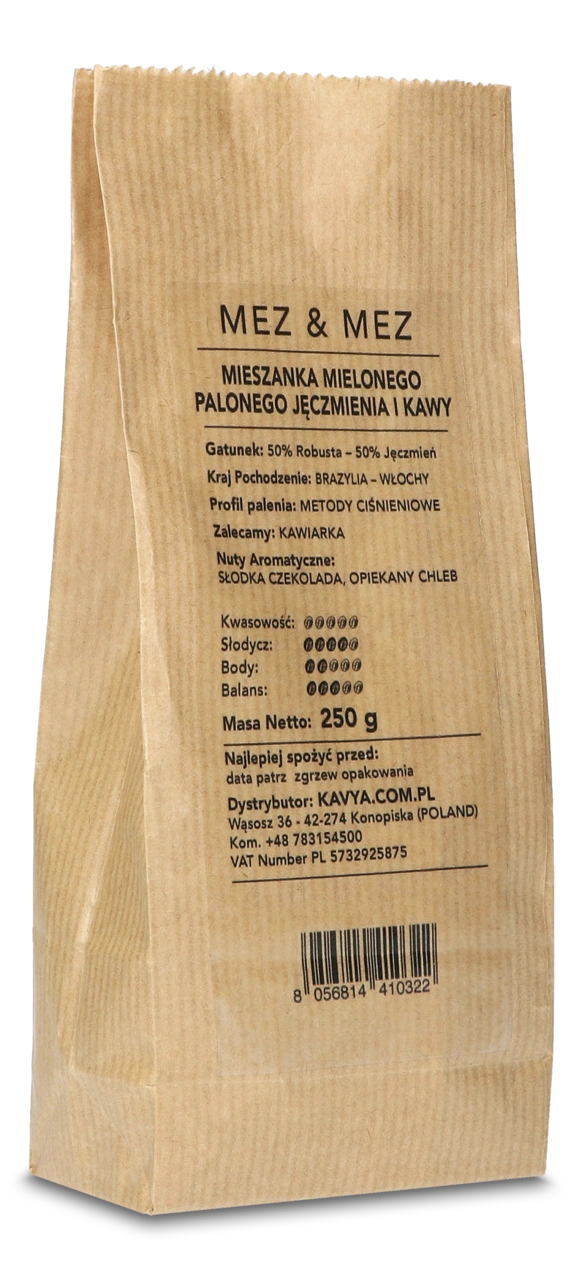 MEZ & MEZ
MIESZANKA MIELONEGO
PALONEGO JĘCZMIENIA I KAWY
Gatunek: 50% Robusta – 50% Jęczmień
Kraj Pochodzenie: BRAZYLIA – WŁOCHY
Profil palenia: METODY CIŚNIENIOWE
Zalecamy: KAWIARKA
Nuty Aromatyczne:
SŁODKA CZEKOLADA, OPIEKANY CHLEB
Kwasowość:
Słodycz:
Body:
Balans:
Masa Netto: 250 g
Najlepiej spożyć przed:
data patrz zgrzew opakowania
Dystrybutor: KAVYA.COM.PL
Wąsosz 36 - 42-274 Konopiska (POLAND)
Kom. +48 783154500
VAT Number PL 5732925875
8 056814 410322